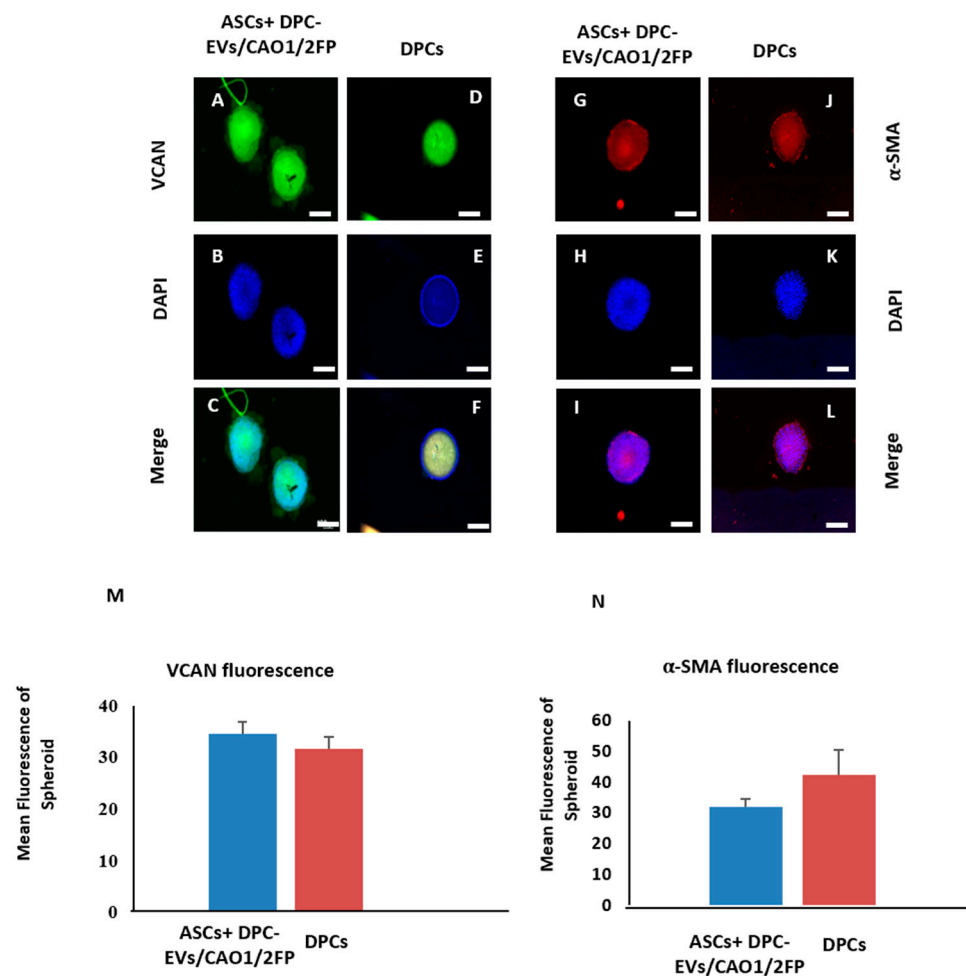 ASCs+ DPC-
EVs/CAO1/2FP
DPCs
ASCs+ DPC-
EVs/CAO1/2FP
DPCs
VCAN
A
D
G
J
α-SMA
DAPI
B
E
H
K
DAPI
Merge
C
F
I
L
Merge
M
VCAN fluorescence
Mean Fluorescence of
Spheroid
40
30
20
10
0
ASCs+ DPC-
EVs/CAO1/2FP
DPCs
N
α-SMA fluorescence
Mean Fluorescence of
Spheroid
60
50
40
30
20
10
0
ASCs+ DPC-
EVs/CAO1/2FP
DPCs